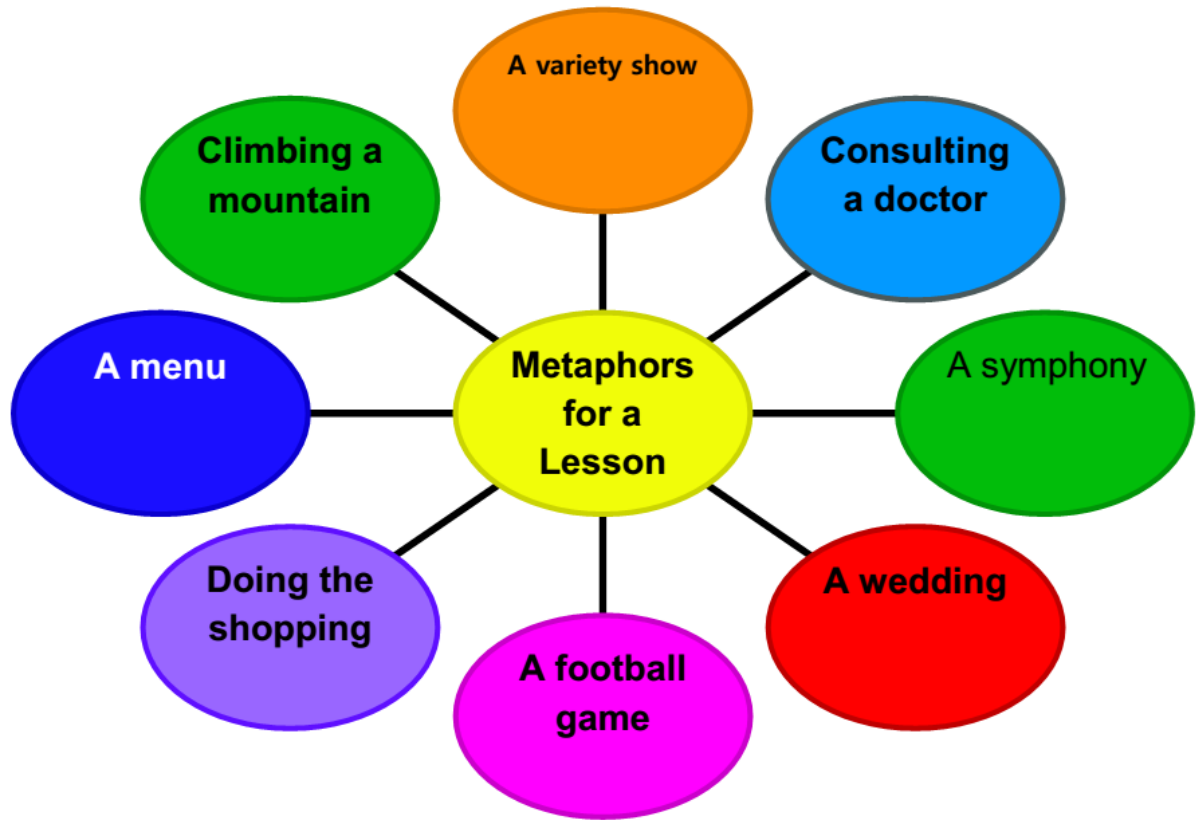 A variety show
Climbing a
mountain
Consulting
a doctor
A menu
Metaphors
for a
Lesson
A symphony
Doing the
shopping
A wedding
A football
game